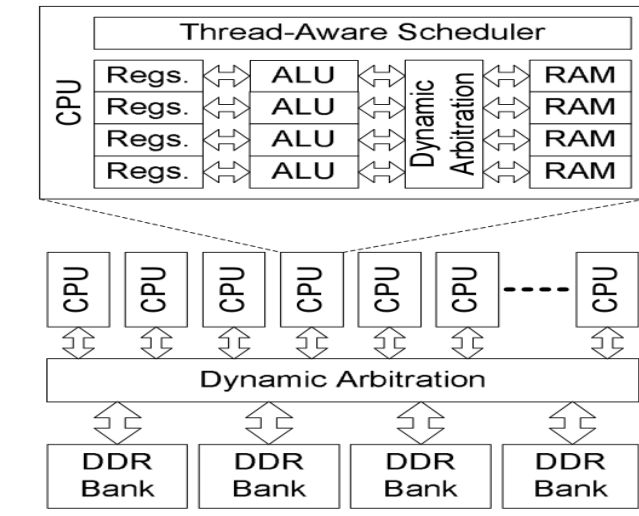 Thread-Aware Scheduler
CPU
Regs. ALU Dynamic Arbitration RAM
Regs. ALU RAM
Regs. ALU RAM
Regs. ALU RAM
CPU CPU CPU CPU CPU CPU CPU
Dynamic Arbitration
DDR DDR DDR DDR
Bank Bank Bank Bank